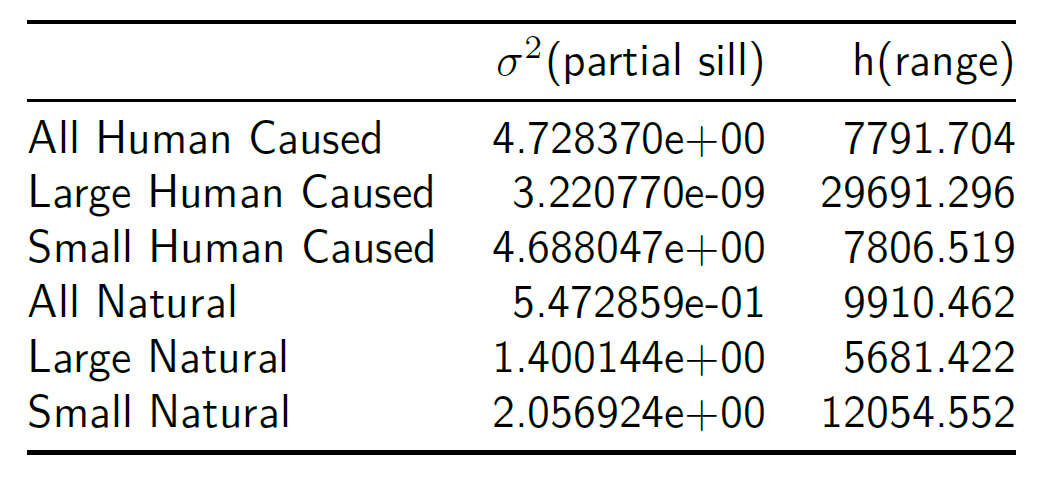 σ²(partial sill) h(range)
All Human Caused 4.728370e+00 7791.704
Large Human Caused 3.220770e-09 29691.296
Small Human Caused 4.688047e+00 7806.519
All Natural 5.472859e-01 9910.462
Large Natural 1.400144e+00 5681.422
Small Natural 2.056924e+00 12054.552